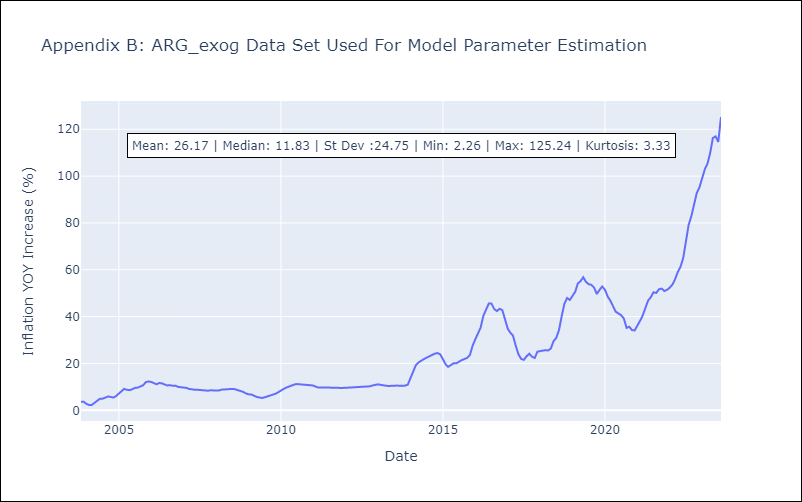 Appendix B: ARG_exog Data Set Used For Model Parameter Estimation
Mean: 26.17 | Median: 11.83 | St Dev :24.75 | Min: 2.26 | Max: 125.24 | Kurtosis: 3.33
Inflation YOY Increase (%)
120
100
80
60
40
20
0
2005
2010
2015
2020
Date